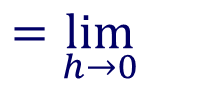 = lim
h→0